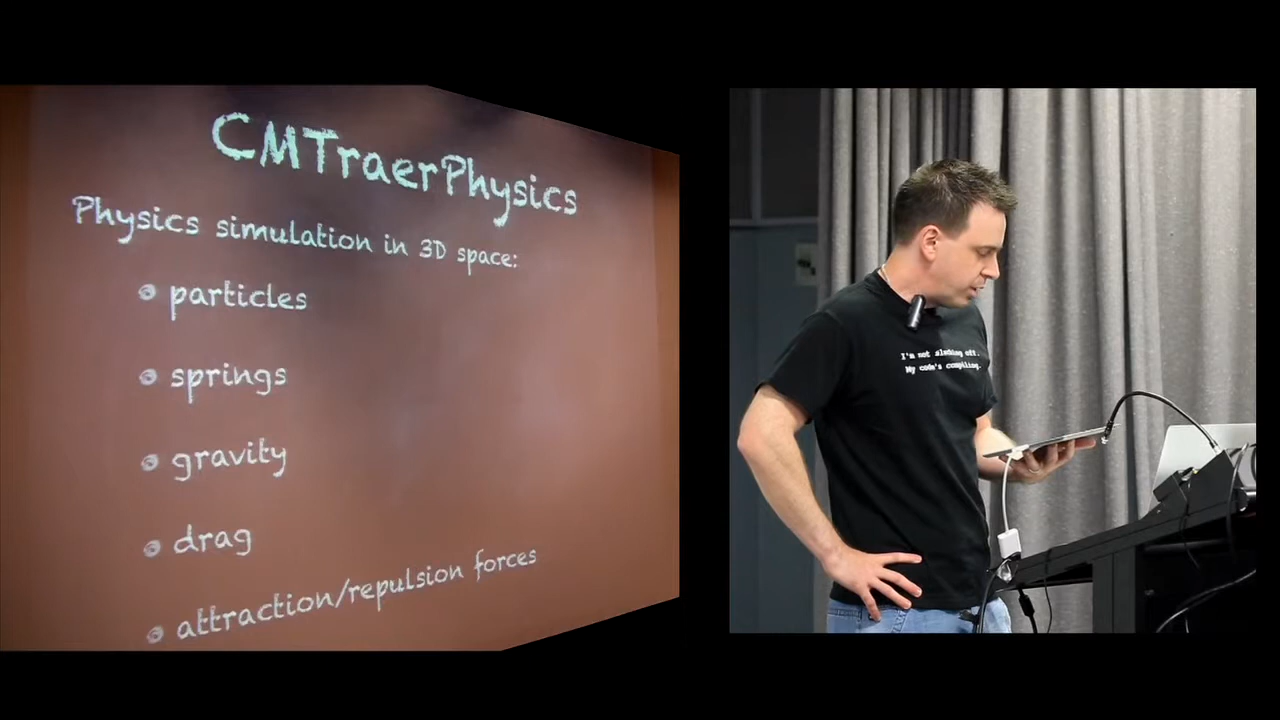 CMTraerPhysics
Physics simulation in 3D space:
particles
springs
gravity
drag
attraction/repulsion forces
I'm not slacking off.
My code's compiling.